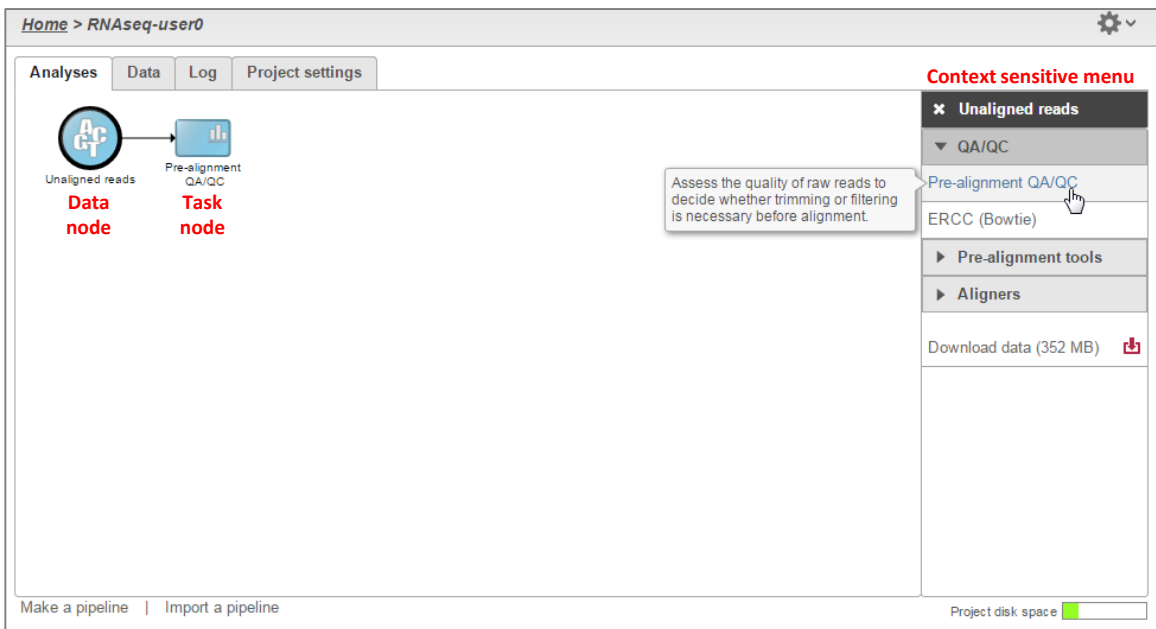 Home > RNAseq-user0
Analyses
Data
Log
Project settings
Context sensitive menu
Unaligned reads
QA/QC
Pre-alignment QA/QC
ERCC (Bowtie)
Pre-alignment tools
Aligners
Download data (352 MB)
Assess the quality of raw reads to
decide whether trimming or filtering
is necessary before alignment.
AC
GT
Unaligned reads
Data
node
Pre-alignment
QA/QC
Task
node
Make a pipeline | Import a pipeline
Project disk space